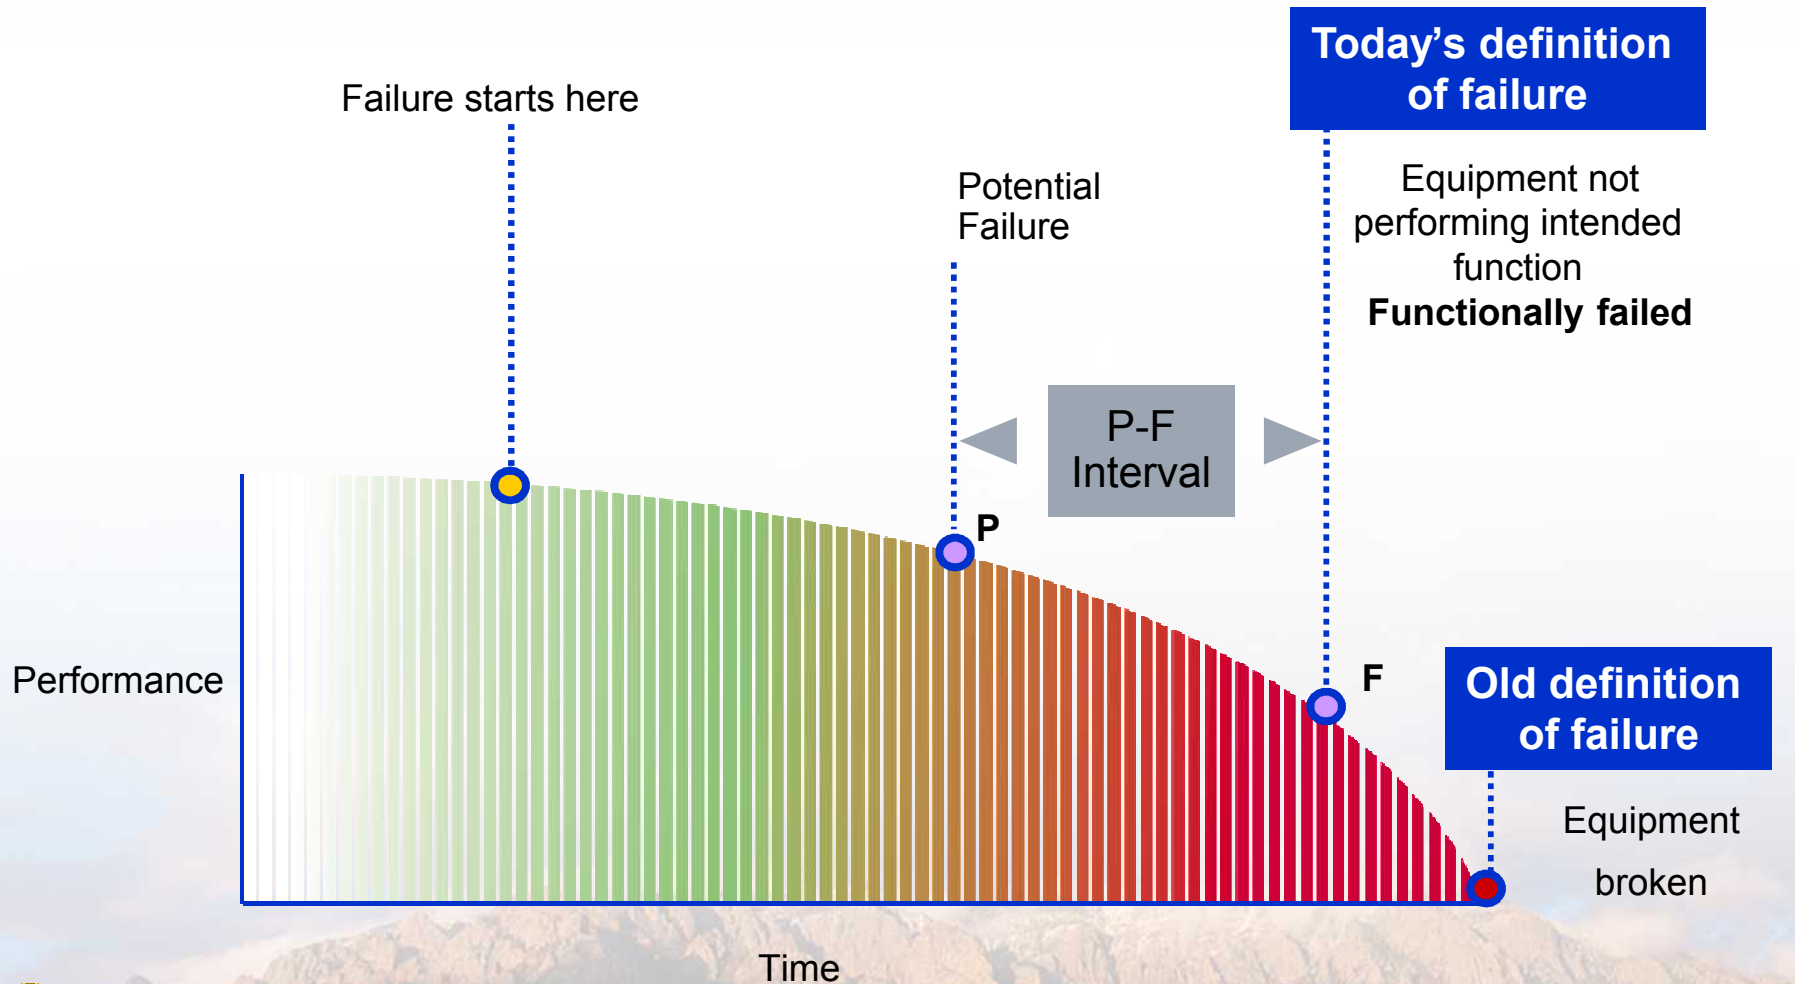 Today’s definition
of failure
Failure starts here
Potential
Failure
Equipment not
performing intended
function
Functionally failed
P-F
Interval
P
F
Performance
Old definition
of failure
Equipment
broken
Time